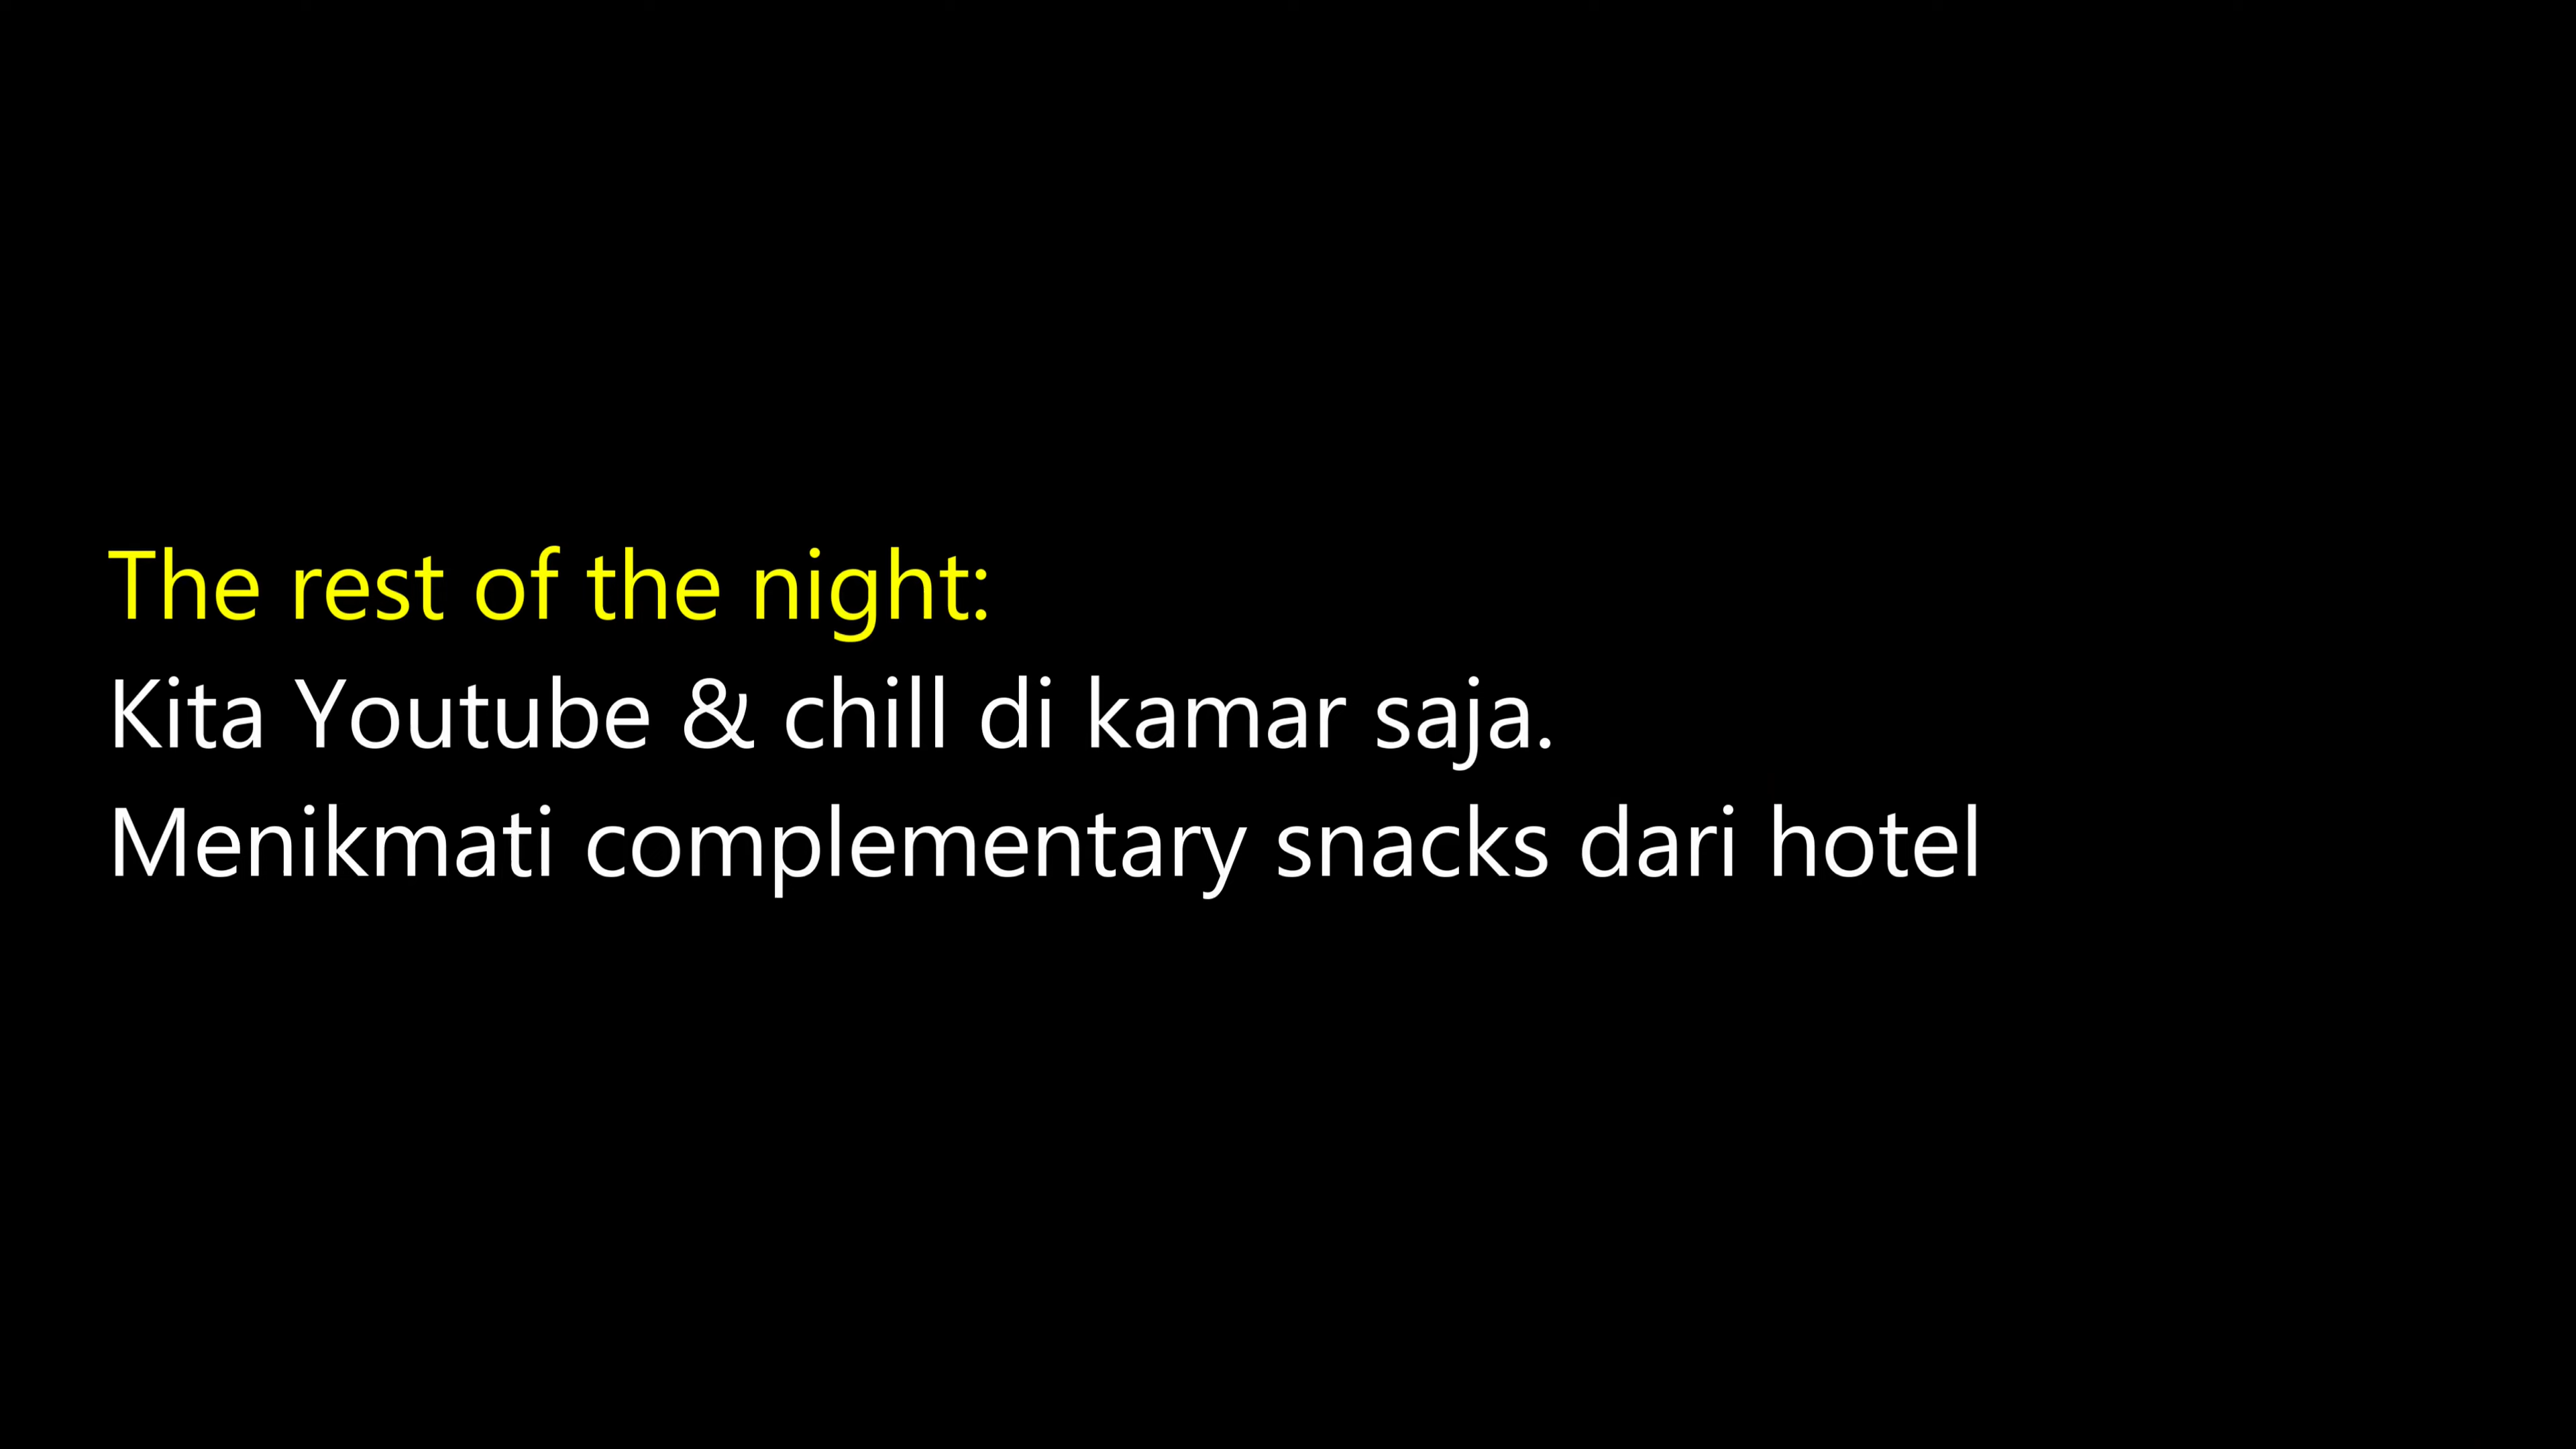 The rest of the night:
Kita Youtube & chill di kamar saja.
Menikmati complementary snacks dari hotel